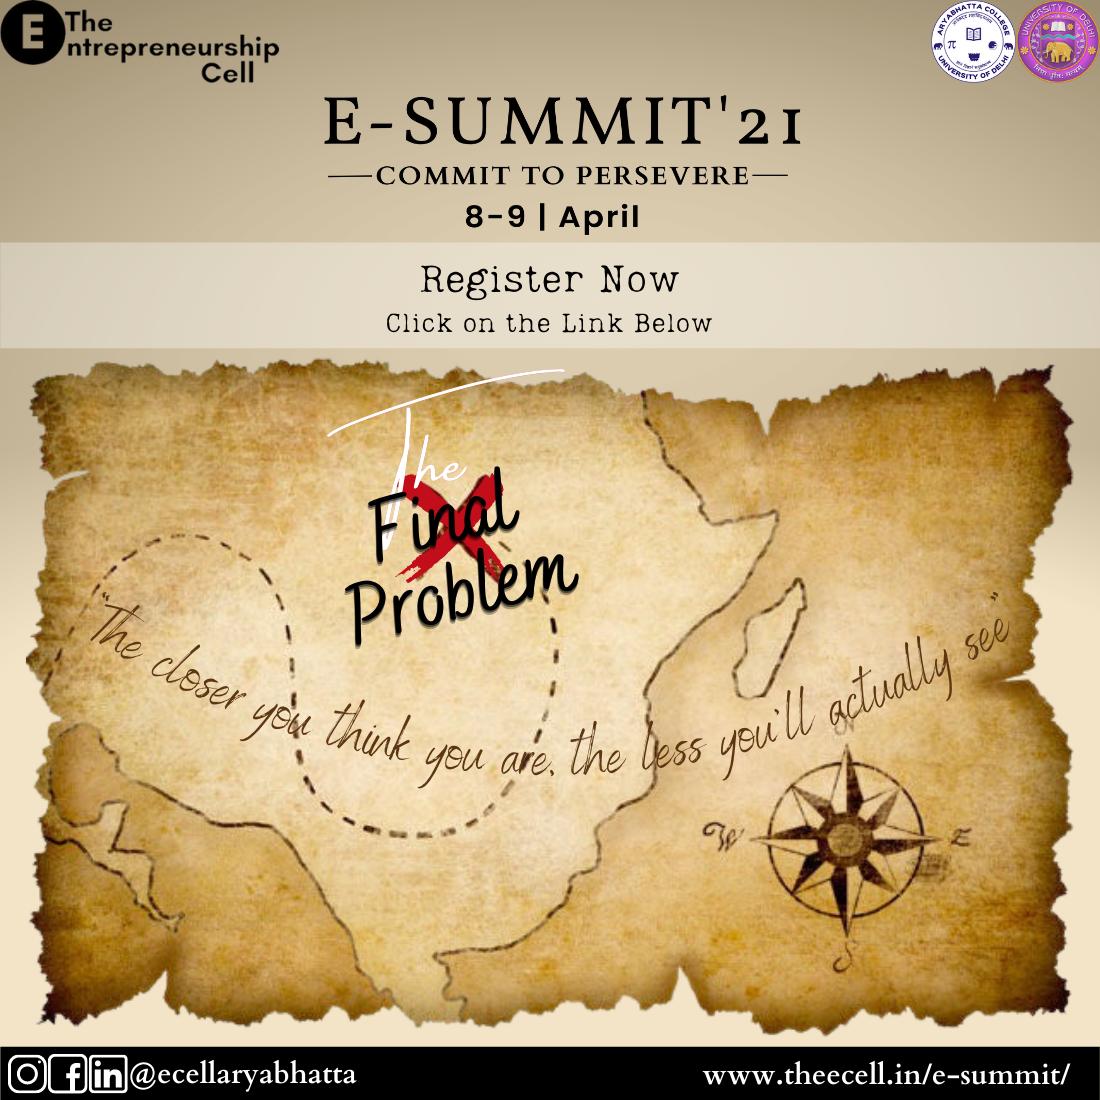 The
Entrepreneurship
Cell
ARYABHATTA COLLEGE
UNIVERSITY OF DELHI
UNIVERSITY OF DELHI
E-SUMMIT'21
COMMIT TO PERSEVERE
8-9 | April
Register Now
Click on the Link Below
The
Final
Problem
"The closer you think you are, the less you'll actually see"
W
E
S
@ecellaryabhatta
www.theecell.in/e-summit/